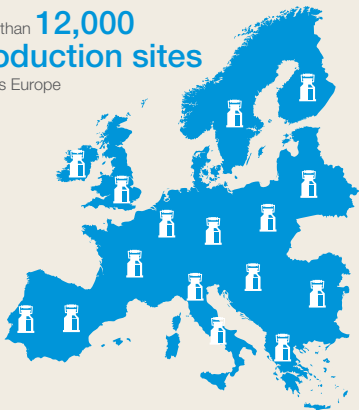 than 12,000
oduction sites
s Europe